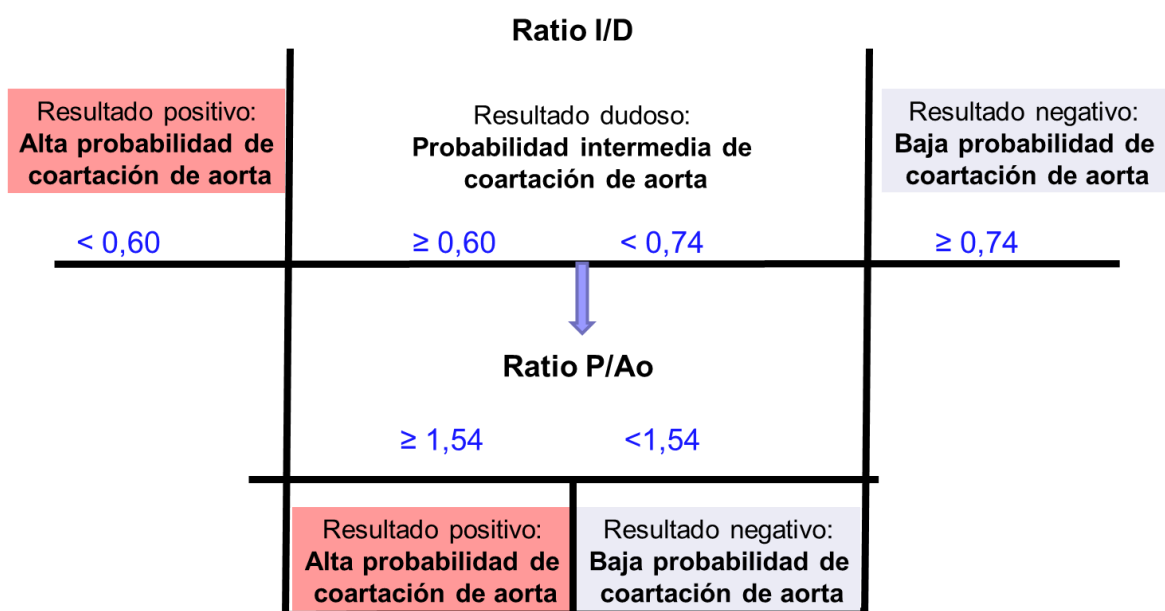 Ratio I/D
Resultado positivo:
Alta probabilidad de
coartación de aorta
Resultado dudoso:
Probabilidad intermedia de
coartación de aorta
Resultado negativo:
Baja probabilidad de
coartación de aorta
< 0,60
≥ 0,60
< 0,74
≥ 0,74
Ratio P/Ao
≥ 1,54
<1,54
Resultado positivo:
Alta probabilidad de
coartación de aorta
Resultado negativo:
Baja probabilidad de
coartación de aorta